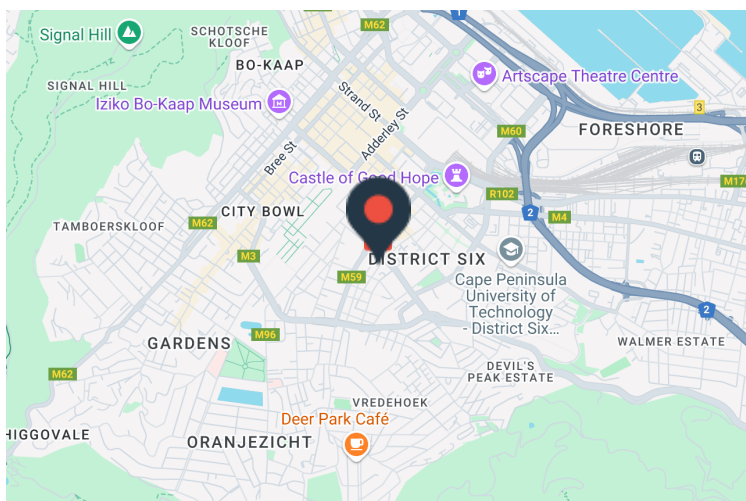 M62
1
SCHOTSCHE
KLOOF
Signal Hill
BO-KAAP
Artscape Theatre Centre
SIGNAL HILL
Iziko Bo-Kaap Museum
Strand St
3
Adderley St
M60
FORESHORE
Bree St
Castle of Good Hope
M17
R102
CITY BOWL
2
M4
M62
TAMBOERSKLOOF
M3
DISTRICT SIX
M59
Cape Peninsula
University of
Technology
- District Six...
2
M96
GARDENS
WALMER ESTATE
M62
DEVIL'S
PEAK ESTATE
VREDEHOEK
Deer Park Café
HIGGOVALE
ORANJEZICHT